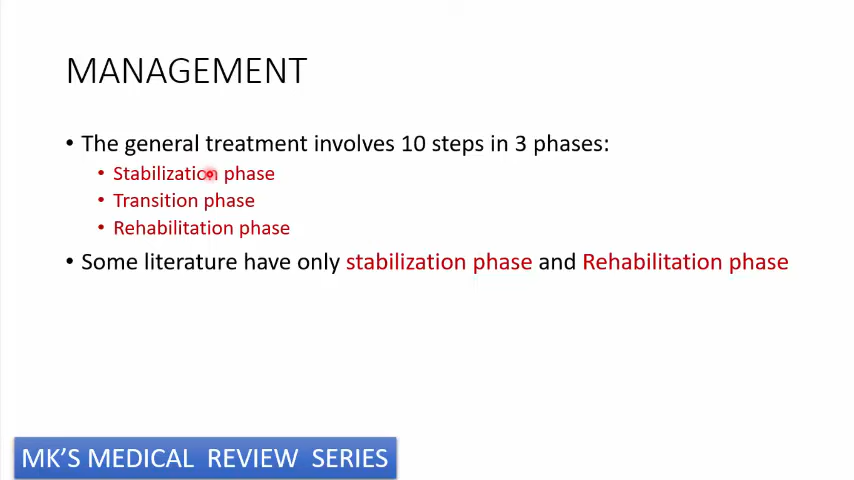 MANAGEMENT
• The general treatment involves 10 steps in 3 phases:
• Stabilization phase
• Transition phase
• Rehabilitation phase
• Some literature have only stabilization phase and Rehabilitation phase
MK'S MEDICAL REVIEW SERIES